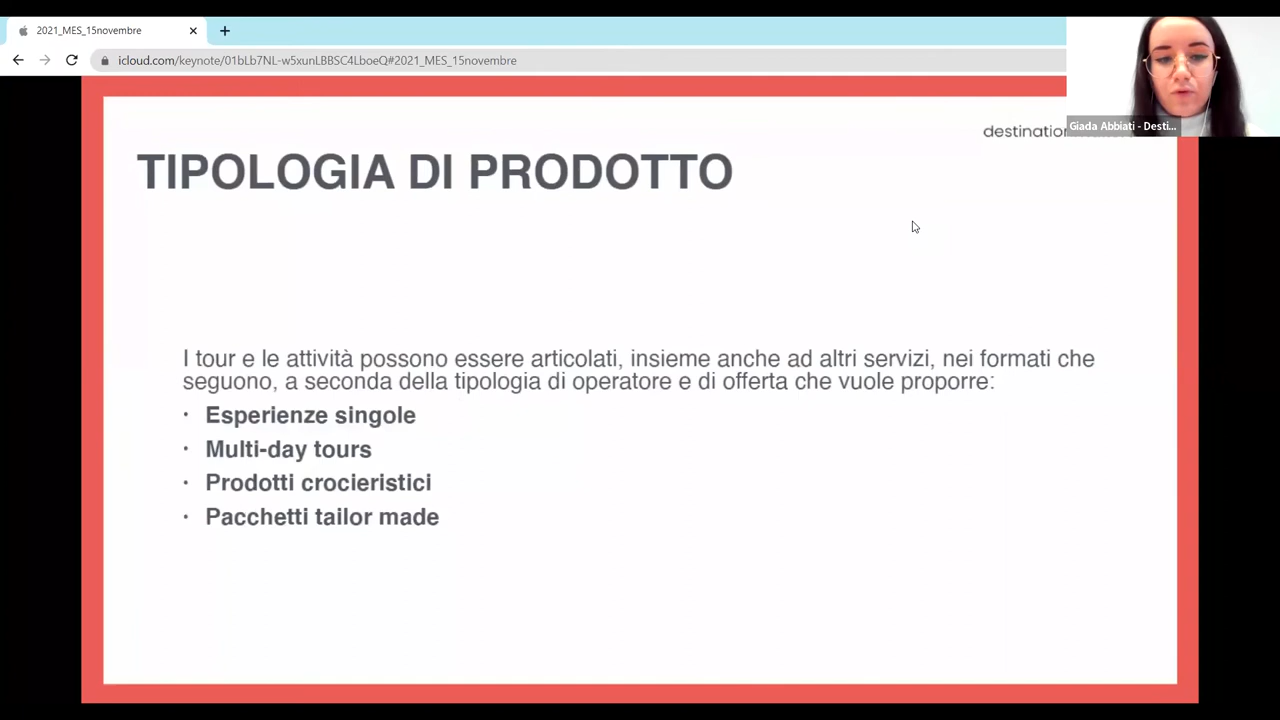 2021_MES_15novembre
icloud.com/keynote/01bLb7NL-w5xunLBBSC4LboeQ#2021_MES_15novembre
Giada Abbiati - Desti...
destination
TIPOLOGIA DI PRODOTTO
I tour e le attività possono essere articolati, insieme anche ad altri servizi, nei formati che
seguono, a seconda della tipologia di operatore e di offerta che vuole proporre:
• Esperienze singole
• Multi-day tours
• Prodotti crocieristici
• Pacchetti tailor made